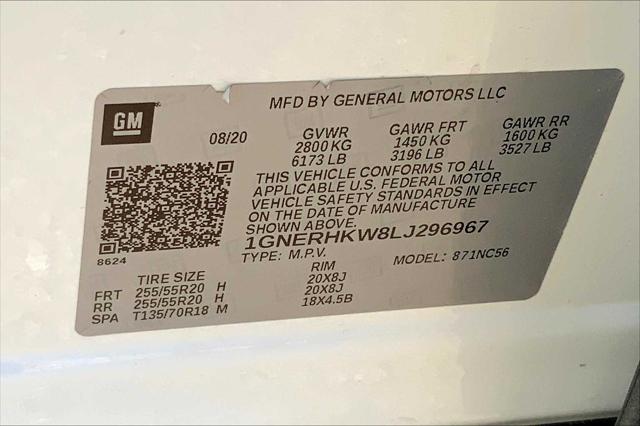 MFD BY GENERAL MOTORS LLC
GM
08/20 GVWR GAWR FRT GAWR RR
2800 KG 1450 KG 1600 KG
6173 LB 3196 LB 3527 LB
THIS VEHICLE CONFORMS TO ALL
APPLICABLE U.S. FEDERAL MOTOR
VEHICLE SAFETY STANDARDS IN EFFECT
ON THE DATE OF MANUFACTURE
SHOWN ABOVE.
1GNERHKW8LJ296967
8624
TYPE: M.P.V. MODEL: 871NC56
TIRE SIZE RIM
FRT 255/55R20 H 20X8J
RR 255/55R20 H 20X8J
SPA T135/70R18 M 18X4.5B